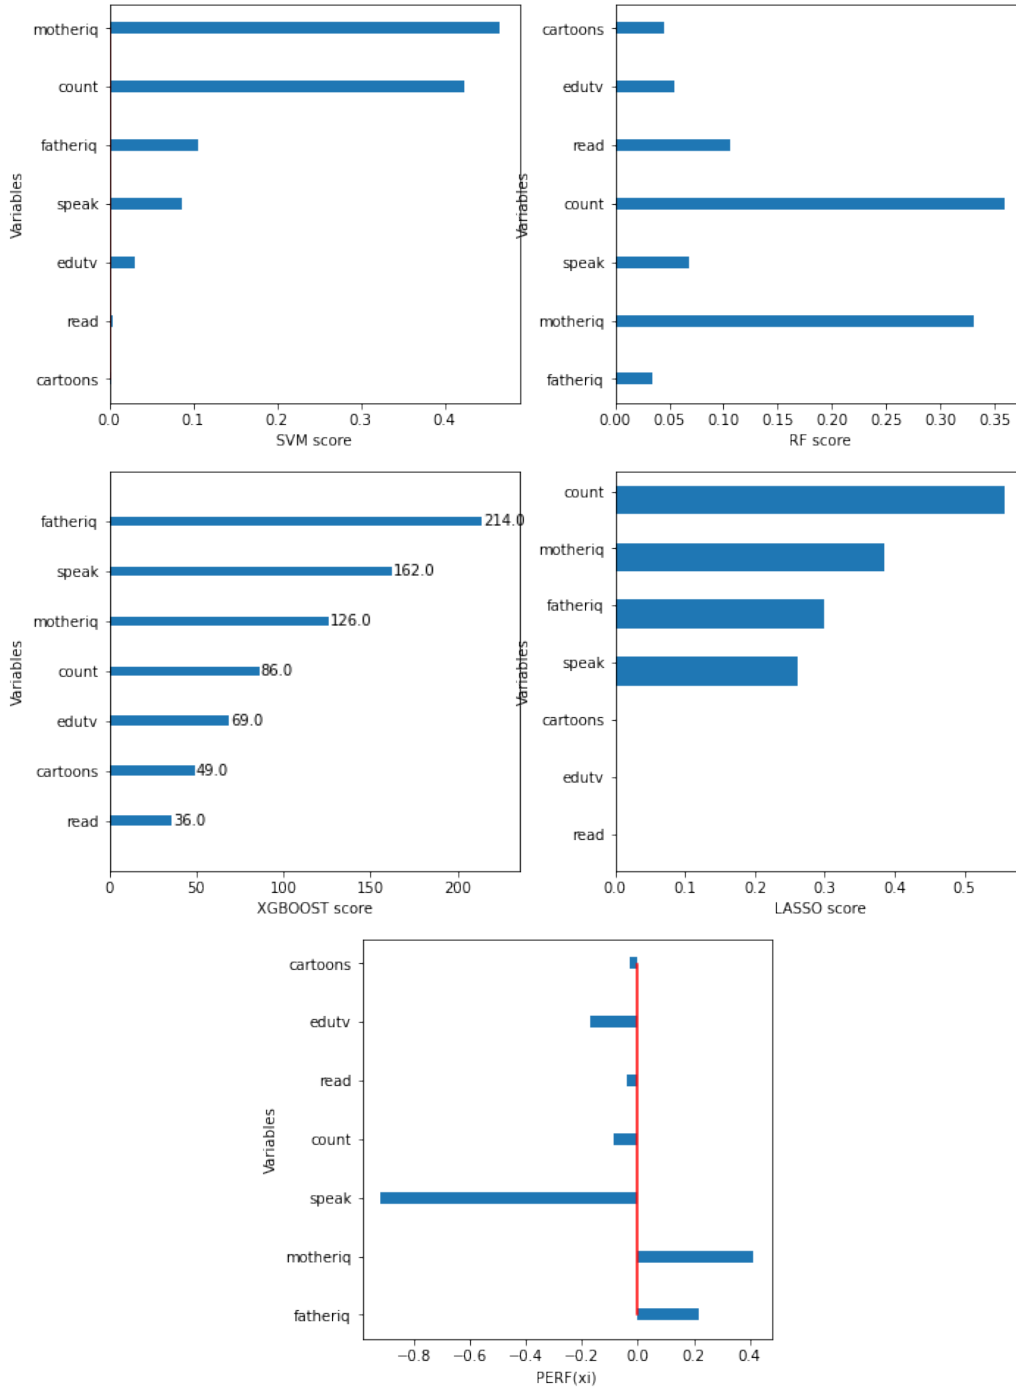 motheriq
count
fatheriq
speak
edutv
read
cartoons
Variables
0.0 0.1 0.2 0.3 0.4
SVM score
cartoons
edutv
read
count
speak
motheriq
fatheriq
Variables
0.00 0.05 0.10 0.15 0.20 0.25 0.30 0.35
RF score
fatheriq 214.0
speak 162.0
motheriq 126.0
count 86.0
edutv 69.0
cartoons 49.0
read 36.0
Variables
0 50 100 150 200
XGBOOST score
count
motheriq
fatheriq
speak
cartoons
edutv
read
Variables
0.0 0.1 0.2 0.3 0.4 0.5
LASSO score
cartoons
edutv
read
count
speak
motheriq
fatheriq
Variables
−0.8 −0.6 −0.4 −0.2 0.0 0.2 0.4
PERF(xi)